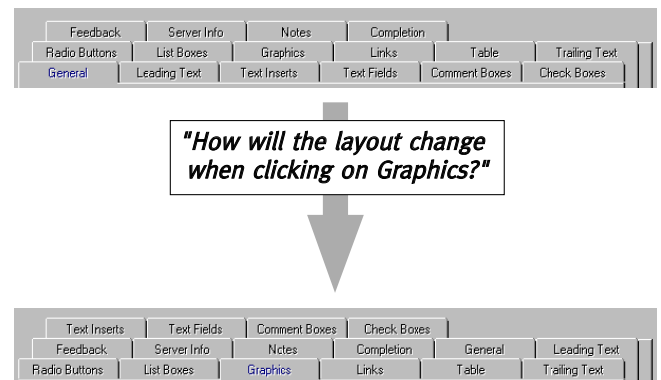 Feedback Server Info Notes Completion
Radio Buttons List Boxes Graphics Links Table Trailing Text
General Leading Text Text Inserts Text Fields Comment Boxes Check Boxes
"How will the layout change
when clicking on Graphics?"
Text Inserts Text Fields Comment Boxes Check Boxes
Feedback Server Info Notes Completion General Leading Text
Radio Buttons List Boxes Graphics Links Table Trailing Text